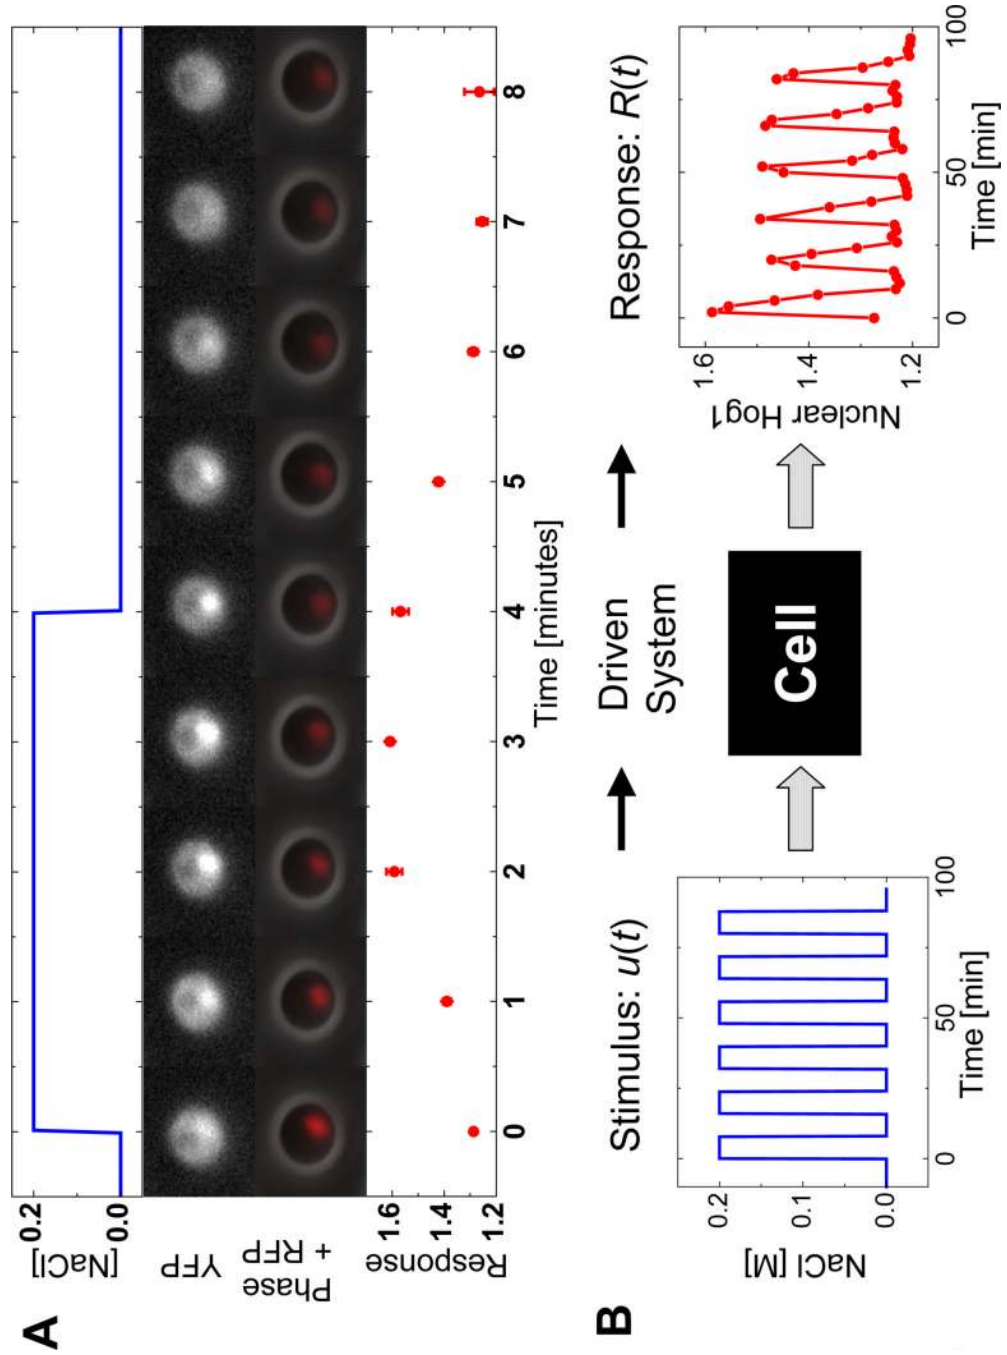 A
[NaCl]
0.2
0.0
YFP
Phase
+ RFP
Response
1.6
1.2
0 1 2 3 4 5 6 7 8
Time [minutes]
B
Stimulus: u(t)
Driven
System
Response: R(t)
NaCl [M]
0.2
0.1
0.0
0 50 100
Time [min]
Cell
Nuclear Hog1
1.6
1.4
1.2
0 50 100
Time [min]